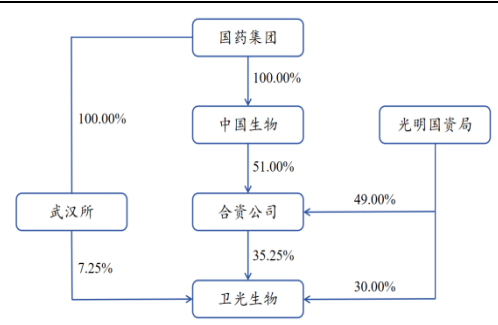 国药集团
100.00%
100.00%
中国生物
光明国资局
51.00%
武汉所
合资公司
49.00%
7.25%
35.25%
30.00%
卫光生物